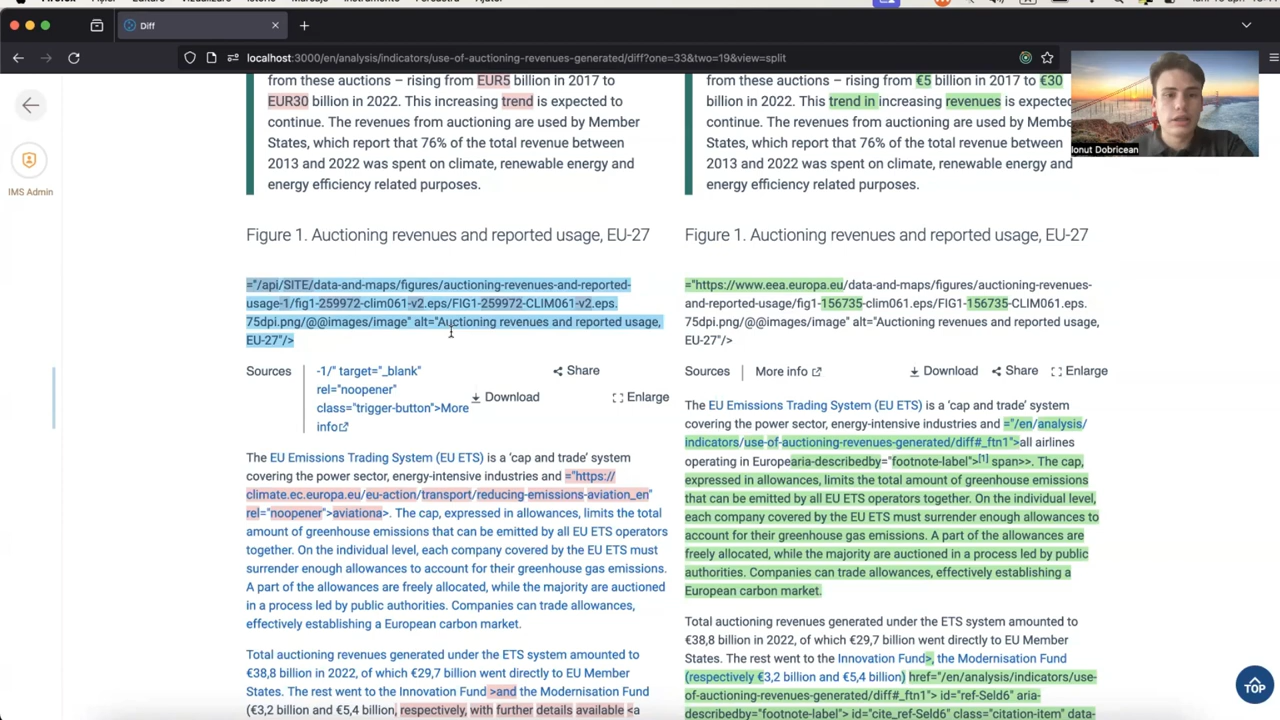 Diff
localhost:3000/en/analysis/indicators/use-of-auctioning-revenues-generated/diff?one=33&two=19&view=split
Ionut Dobricean
IMS Admin
from these auctions – rising from EUR5 billion in 2017 to
EUR30 billion in 2022. This increasing trend is expected to
continue. The revenues from auctioning are used by Member
States, which report that 76% of the total revenue between
2013 and 2022 was spent on climate, renewable energy and
energy efficiency related purposes.
Figure 1. Auctioning revenues and reported usage, EU-27
="/api/SITE/data-and-maps/figures/auctioning-revenues-and-reported-
usage-1/fig1-259972-clim061-v2.eps/FIG1-259972-CLIM061-v2.eps.
75dpi.png/@@images/image" alt="Auctioning revenues and reported usage,
EU-27"/>
Sources
-1/" target="_blank"
rel="noopener"
class="trigger-button">More
info
Download
Share
Enlarge
The EU Emissions Trading System (EU ETS) is a ‘cap and trade’ system
covering the power sector, energy-intensive industries and ="https://
climate.ec.europa.eu/eu-action/transport/reducing-emissions-aviation_en"
rel="noopener">aviationa>. The cap, expressed in allowances, limits the total
amount of greenhouse emissions that can be emitted by all EU ETS operators
together. On the individual level, each company covered by the EU ETS must
surrender enough allowances to account for their greenhouse gas emissions.
A part of the allowances are freely allocated, while the majority are auctioned
in a process led by public authorities. Companies can trade allowances,
effectively establishing a European carbon market.
Total auctioning revenues generated under the ETS system amounted to
€38,8 billion in 2022, of which €29,7 billion went directly to EU Member
States. The rest went to the Innovation Fund >and the Modernisation Fund
(€3,2 billion and €5,4 billion, respectively, with further details available <a
from these auctions – rising from €5 billion in 2017 to €30
billion in 2022. This trend in increasing revenues is expected
continue. The revenues from auctioning are used by Member
States, which report that 76% of the total revenue between
2013 and 2022 was spent on climate, renewable energy and
energy efficiency related purposes.
Figure 1. Auctioning revenues and reported usage, EU-27
="https://www.eea.europa.eu/data-and-maps/figures/auctioning-revenues-
and-reported-usage/fig1-156735-clim061.eps/FIG1-156735-CLIM061.eps.
75dpi.png/@@images/image" alt="Auctioning revenues and reported usage,
EU-27"/>
Sources
More info
Download
Share
Enlarge
The EU Emissions Trading System (EU ETS) is a ‘cap and trade’ system
covering the power sector, energy-intensive industries and ="/en/analysis/
indicators/use-of-auctioning-revenues-generated/diff#_ftn1">all airlines
operating in Europearia-describedby="footnote-label">[1] span>>. The cap,
expressed in allowances, limits the total amount of greenhouse emissions
that can be emitted by all EU ETS operators together. On the individual level,
each company covered by the EU ETS must surrender enough allowances to
account for their greenhouse gas emissions. A part of the allowances are
freely allocated, while the majority are auctioned in a process led by public
authorities. Companies can trade allowances, effectively establishing a
European carbon market.
Total auctioning revenues generated under the ETS system amounted to
€38,8 billion in 2022, of which €29,7 billion went directly to EU Member
States. The rest went to the Innovation Fund>, the Modernisation Fund
(respectively €3,2 billion and €5,4 billion) href="/en/analysis/indicators/use-
of-auctioning-revenues-generated/diff#_ftn1"> id="ref-Seld6" aria-
describedby="footnote-label"> id="cite_ref-Seld6" class="citation-item" data-
TOP